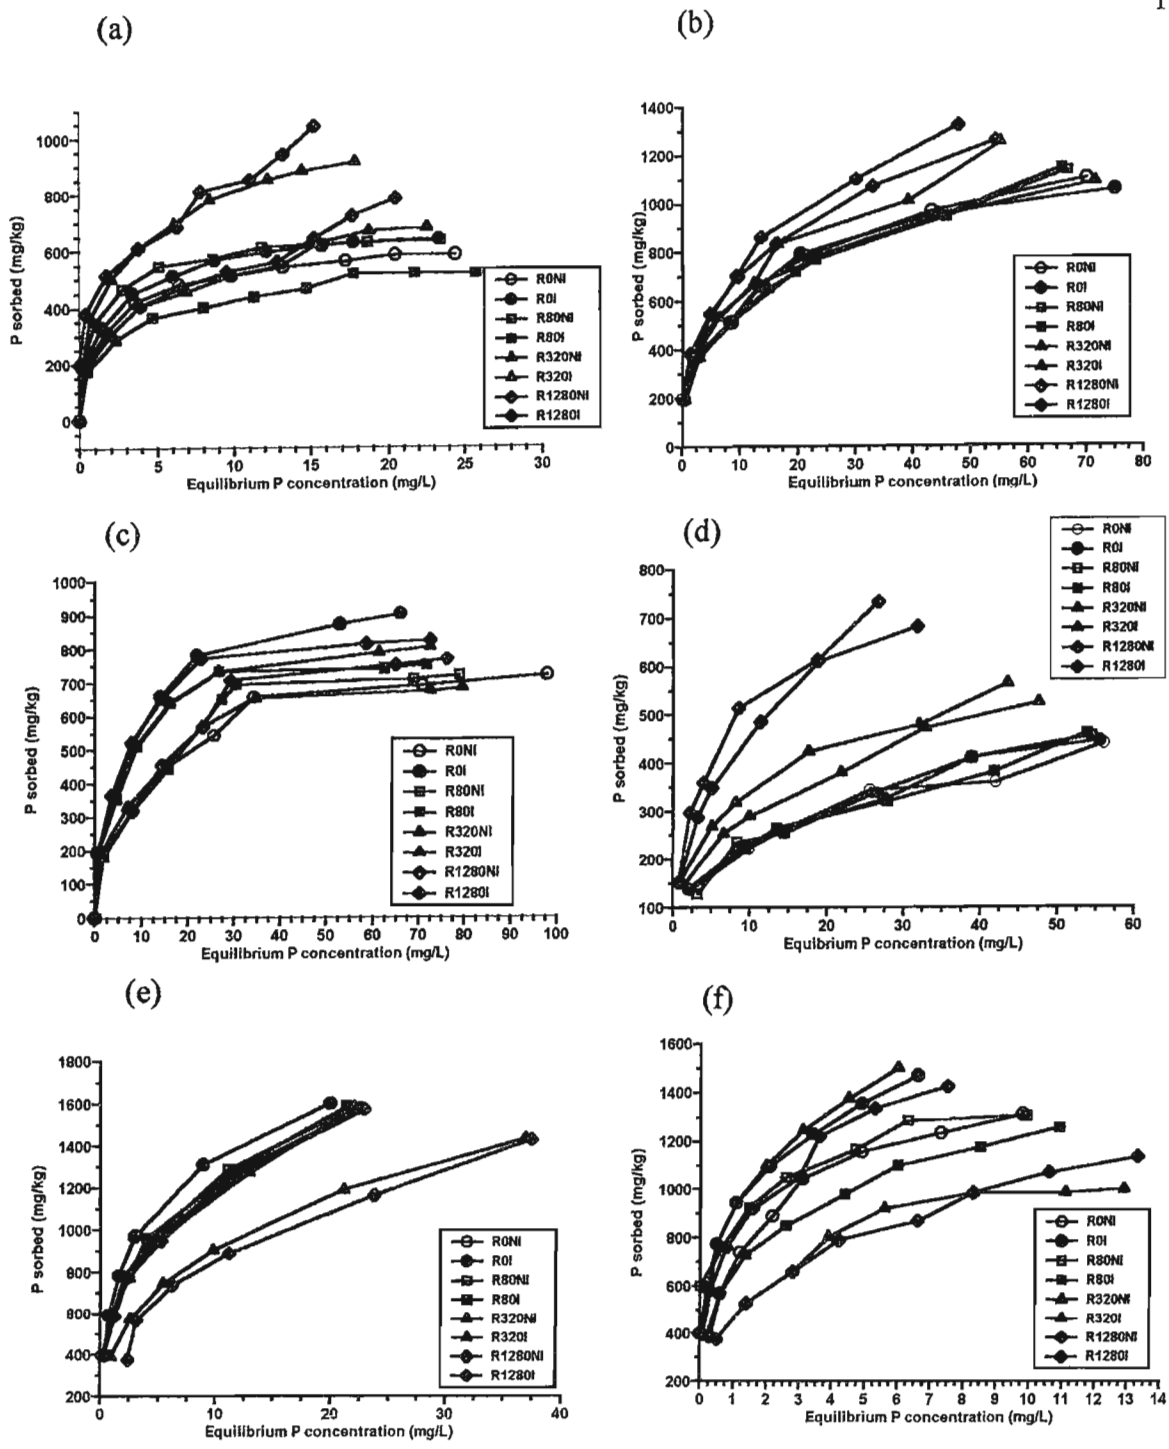 (a)
1000
800
600
400
200
0
P sorbed (mg/kg)
0 5 10 15 20 25 30
Equilibrium P concentration (mg/L)
R0NI
R0I
R80NI
R80I
R320NI
R320I
R1280NI
R1280I
(b)
1400
1200
1000
800
600
400
200
0
P sorbed (mg/kg)
0 10 20 30 40 50 60 70 80
Equilibrium P concentration (mg/L)
R0NI
R0I
R80NI
R80I
R320NI
R320I
R1280NI
R1280I
(c)
1000
900
800
700
600
500
400
300
200
100
0
P sorbed (mg/kg)
0 10 20 30 40 50 60 70 80 90 100
Equilibrium P concentration (mg/L)
R0NI
R0I
R80NI
R80I
R320NI
R320I
R1280NI
R1280I
(d)
800
700
600
500
400
300
200
100
P sorbed (mg/kg)
0 10 20 30 40 50 60
Equilbrium P concentration (mg/L)
R0NI
R0I
R80NI
R80I
R320NI
R320I
R1280NI
R1280I
(e)
1800
1600
1400
1200
1000
800
800
400
200
P sorbed (mg/kg)
0 10 20 30 40
Equilibrium P concentration (mg/L)
R0NI
R0I
R80NI
R80I
R320NI
R320I
R1280NI
R1280I
(f)
1600
1400
1200
1000
800
600
400
200
P sorbed (mg/kg)
0 1 2 3 4 5 6 7 8 9 10 11 12 13 14
Equilibrium P concentration (mg/L)
R0NI
R0I
R80NI
R80I
R320NI
R320I
R1280NI
R1280I